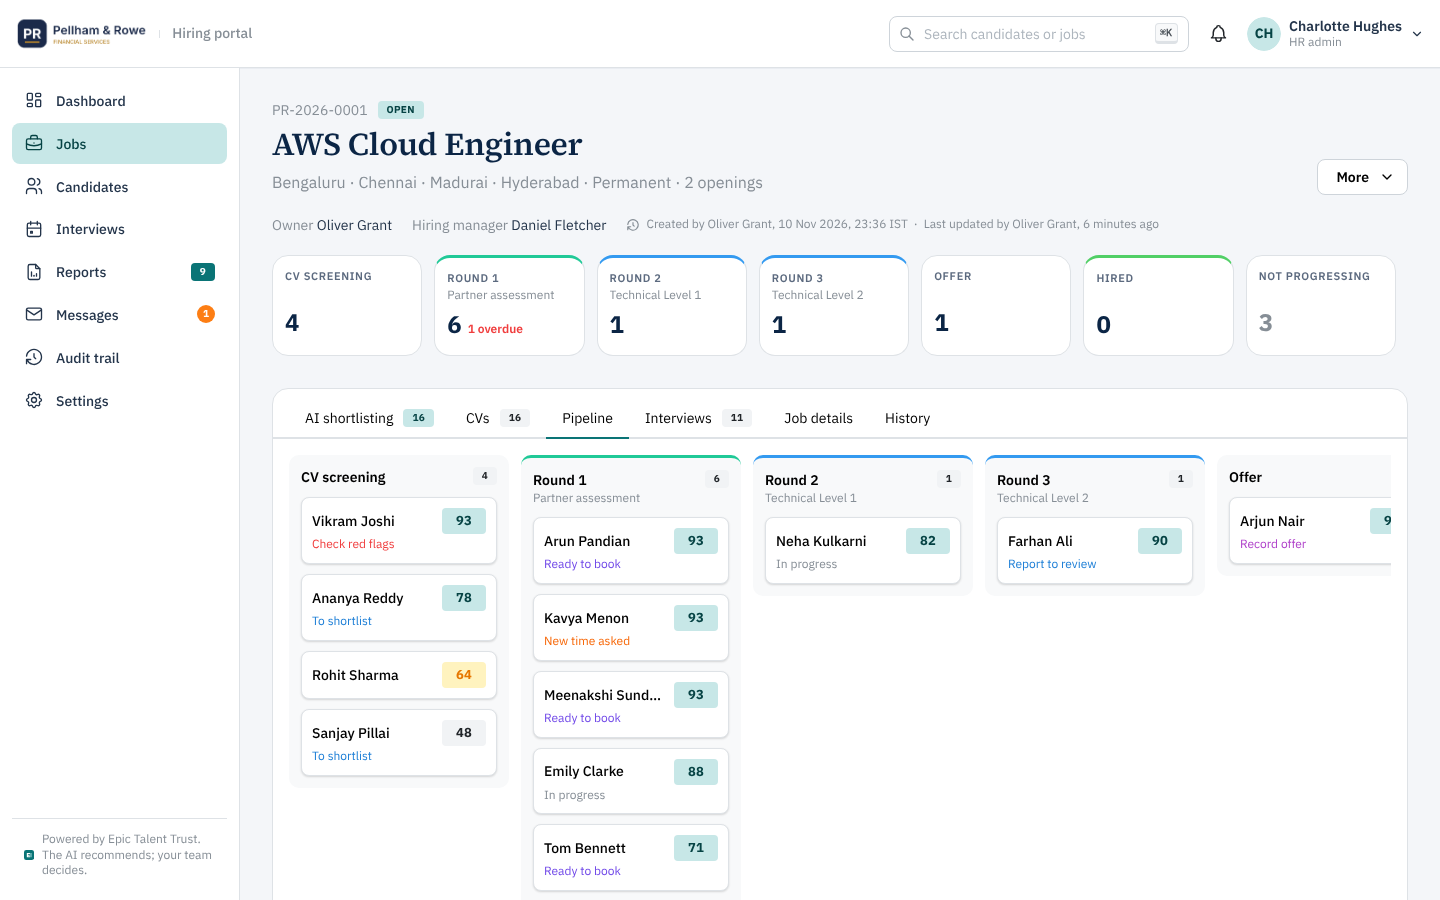 PR Pellham & Rowe
FINANCIAL SERVICES
Hiring portal
Search candidates or jobs ⌘K
CH Charlotte Hughes
HR admin
Dashboard
Jobs
Candidates
Interviews
Reports 9
Messages 1
Audit trail
Settings
Powered by Epic Talent Trust.
The AI recommends; your team
decides.
PR-2026-0001 OPEN
AWS Cloud Engineer
Bengaluru · Chennai · Madurai · Hyderabad · Permanent · 2 openings
More
Owner Oliver Grant Hiring manager Daniel Fletcher Created by Oliver Grant, 10 Nov 2026, 23:36 IST · Last updated by Oliver Grant, 6 minutes ago
CV SCREENING
4
ROUND 1
Partner assessment
6 1 overdue
ROUND 2
Technical Level 1
1
ROUND 3
Technical Level 2
1
OFFER
1
HIRED
0
NOT PROGRESSING
3
AI shortlisting 16 CVs 16 Pipeline Interviews 11 Job details History
CV screening 4
Vikram Joshi 93
Check red flags
Ananya Reddy 78
To shortlist
Rohit Sharma 64
Sanjay Pillai 48
To shortlist
Round 1 6
Partner assessment
Arun Pandian 93
Ready to book
Kavya Menon 93
New time asked
Meenakshi Sund... 93
Ready to book
Emily Clarke 88
In progress
Tom Bennett 71
Ready to book
Round 2 1
Technical Level 1
Neha Kulkarni 82
In progress
Round 3 1
Technical Level 2
Farhan Ali 90
Report to review
Offer
Arjun Nair 9
Record offer